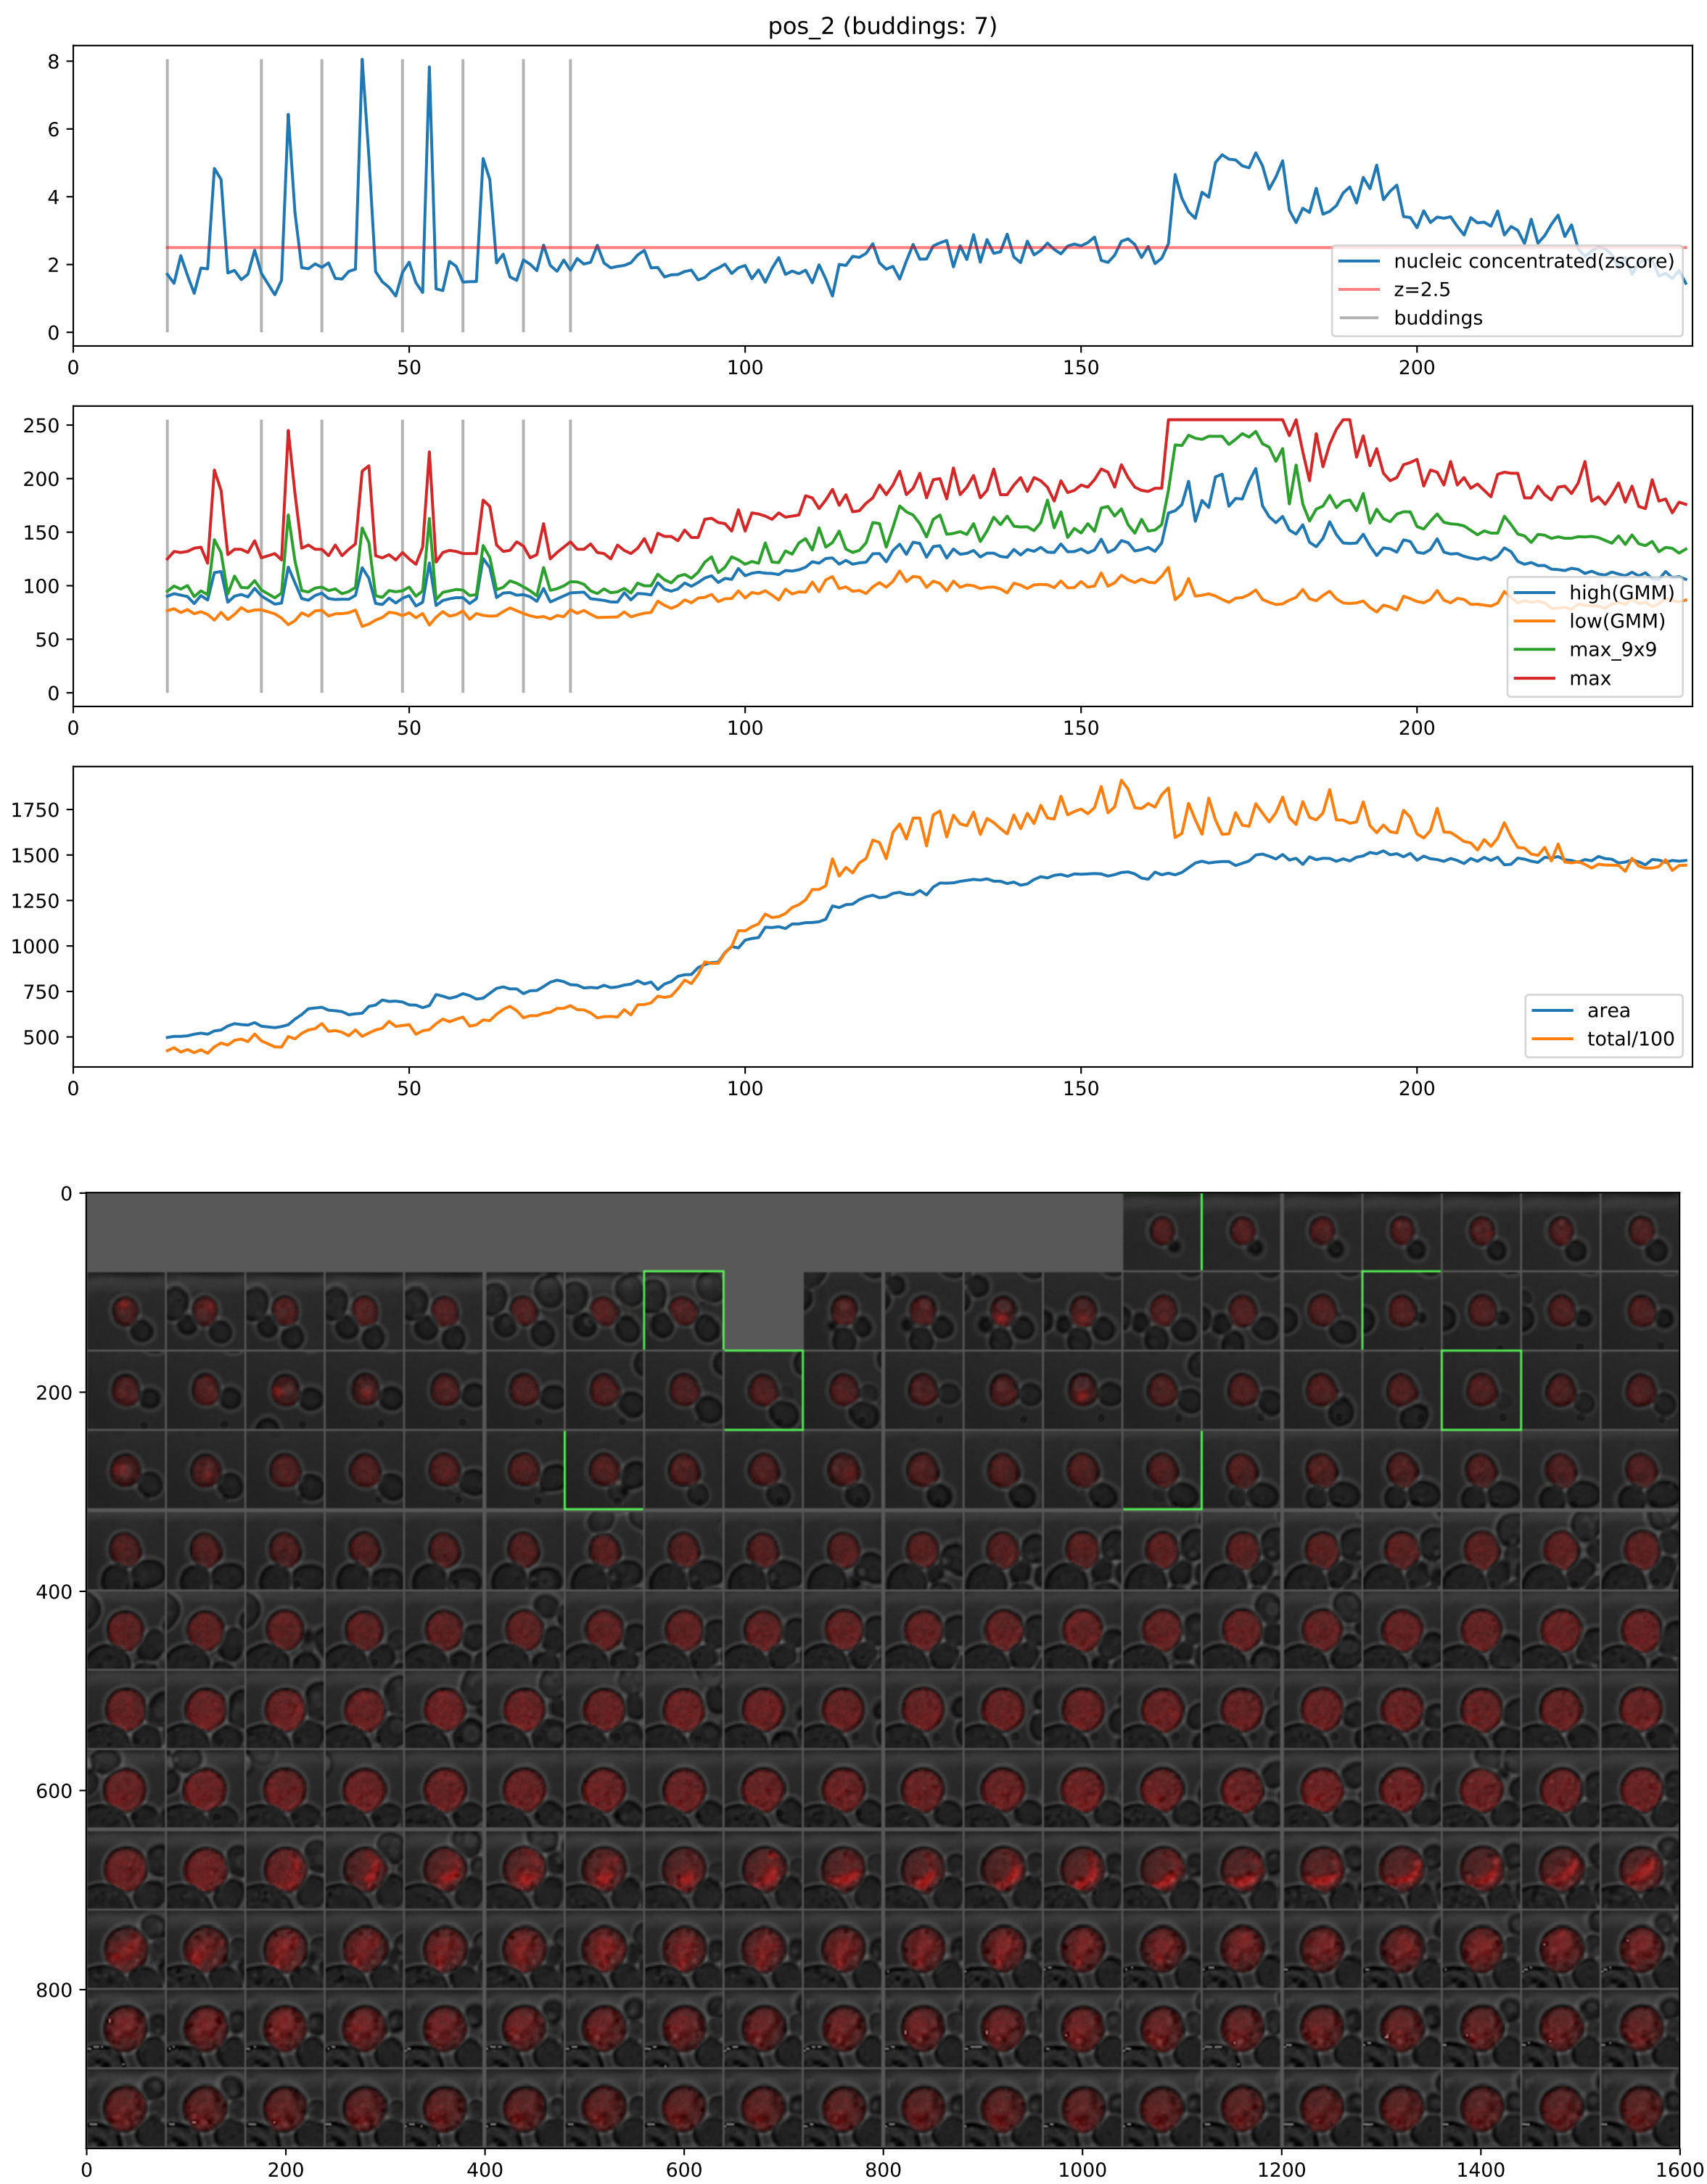 pos_2 (buddings: 7)
8
6
4
2
0
nucleic concentrated(zscore)
z=2.5
buddings
0 50 100 150 200
250
200
150
100
50
0
high(GMM)
low(GMM)
max_9x9
max
0 50 100 150 200
1750
1500
1250
1000
750
500
area
total/100
0 50 100 150 200
0
200
400
600
800
0 200 400 600 800 1000 1200 1400 1600